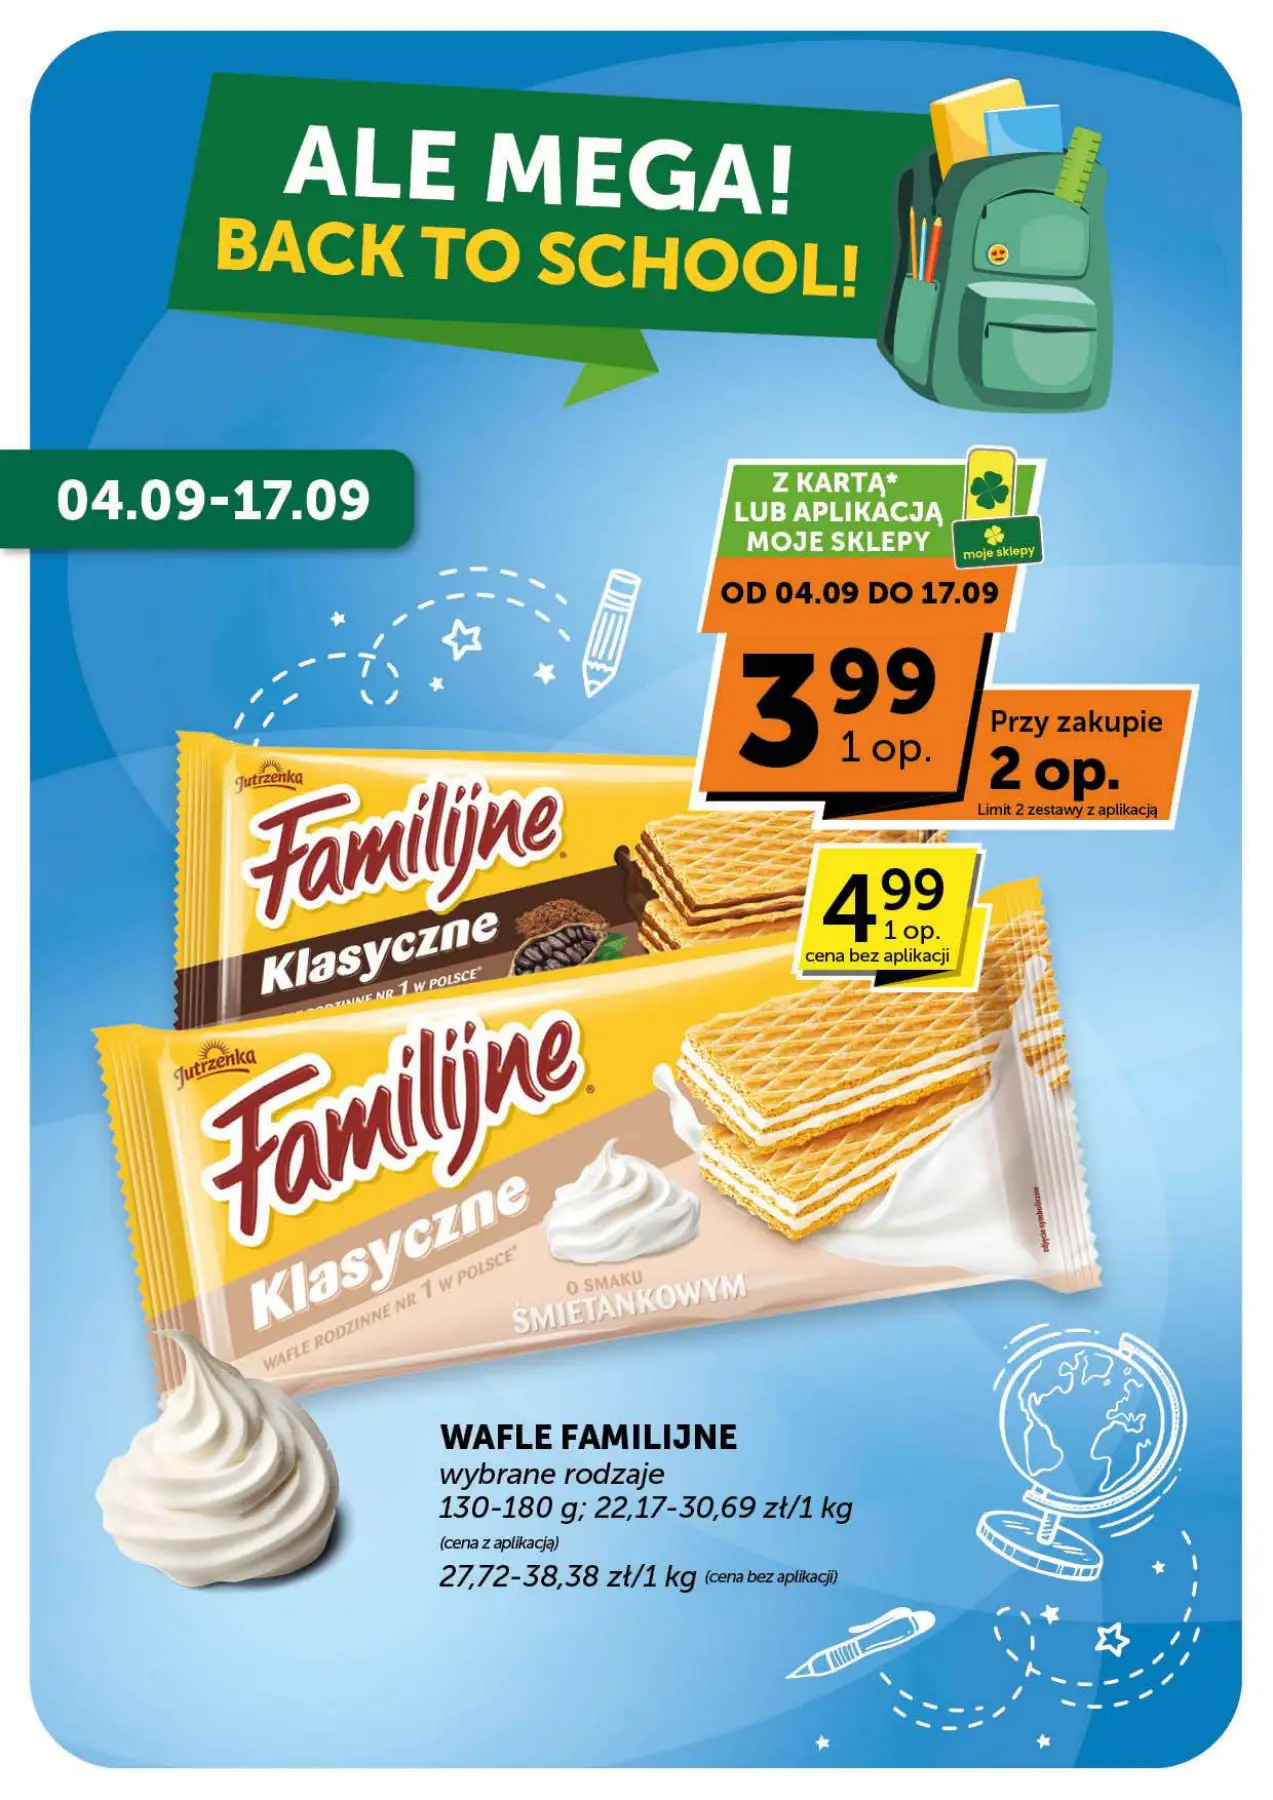 ALE MEGA!
BACK TO SCHOOL!
04.09-17.09
Z KARTĄ*
LUB APLIKACJĄ
MOJE SKLEPY
moje sklepy
OD 04.09 DO 17.09
3 99
1 op.
Przy zakupie
2 op.
Limit 2 zestawy z aplikacją
4 99
1 op.
cena bez aplikacji
Jutrzenka
Familijne
Klasyczne
NR 1 W POLSCE*
Jutrzenka
Familijne®
Klasyczne
WAFLE RODZINNE NR 1 W POLSCE*
O SMAKU
ŚMIETANKOWYM
zdjęcie symboliczne
WAFLE FAMILIJNE
wybrane rodzaje
130-180 g; 22,17-30,69 zł/1 kg
(cena z aplikacją)
27,72-38,38 zł/1 kg (cena bez aplikacji)